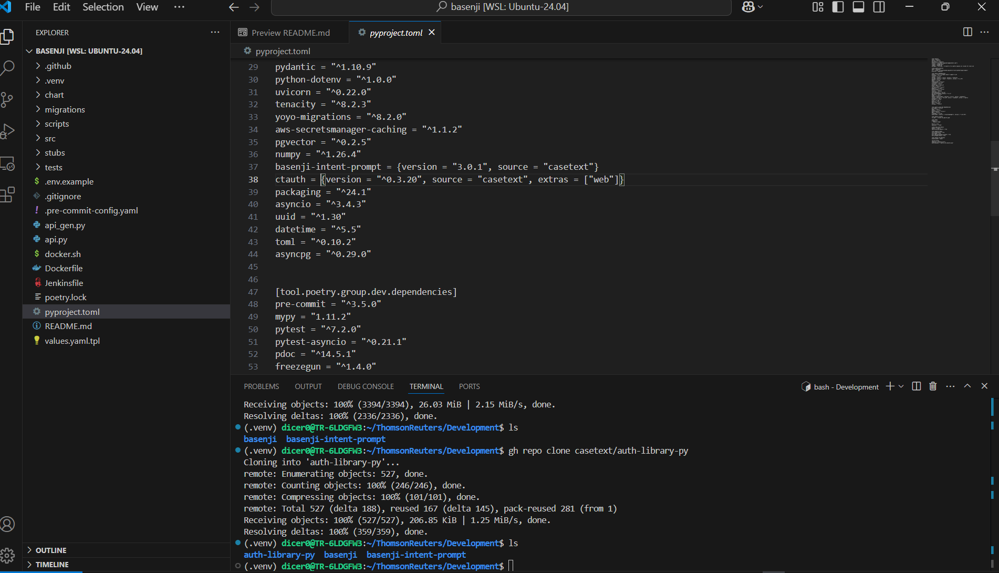 File Edit Selection View ···
basenji [WSL: Ubuntu-24.04]
EXPLORER
BASENJI [WSL: UBUNTU-24.04]
.github
.venv
chart
migrations
scripts
src
stubs
tests
$ .env.example
.gitignore
! .pre-commit-config.yaml
api_gen.py
api.py
$ docker.sh
Dockerfile
Jenkinsfile
poetry.lock
pyproject.toml
README.md
values.yaml.tpl
OUTLINE
TIMELINE
Preview README.md
pyproject.toml
pyproject.toml
29 pydantic = "^1.10.9"
30 python-dotenv = "^1.0.0"
31 uvicorn = "^0.22.0"
32 tenacity = "^8.2.3"
33 yoyo-migrations = "^8.2.0"
34 aws-secretsmanager-caching = "^1.1.2"
35 pgvector = "^0.2.5"
36 numpy = "^1.26.4"
37 basenji-intent-prompt = {version = "3.0.1", source = "casetext"}
38 ctauth = {version = "^0.3.20", source = "casetext", extras = ["web"]}
39 packaging = "^24.1"
40 asyncio = "^3.4.3"
41 uuid = "^1.30"
42 datetime = "^5.5"
43 toml = "^0.10.2"
44 asyncpg = "^0.29.0"
45
46
47 [tool.poetry.group.dev.dependencies]
48 pre-commit = "^3.5.0"
49 mypy = "1.11.2"
50 pytest = "^7.2.0"
51 pytest-asyncio = "^0.21.1"
52 pdoc = "^14.5.1"
53 freezegun = "^1.4.0"
PROBLEMS OUTPUT DEBUG CONSOLE TERMINAL PORTS
bash - Development
Receiving objects: 100% (3394/3394), 26.03 MiB | 2.15 MiB/s, done.
Resolving deltas: 100% (2336/2336), done.
(.venv) dicer0@TR-6LDGFW3:~/ThomsonReuters/Development$ ls
basenji basenji-intent-prompt
(.venv) dicer0@TR-6LDGFW3:~/ThomsonReuters/Development$ gh repo clone casetext/auth-library-py
Cloning into 'auth-library-py'...
remote: Enumerating objects: 527, done.
remote: Counting objects: 100% (246/246), done.
remote: Compressing objects: 100% (101/101), done.
remote: Total 527 (delta 188), reused 167 (delta 145), pack-reused 281 (from 1)
Receiving objects: 100% (527/527), 206.85 KiB | 1.25 MiB/s, done.
Resolving deltas: 100% (359/359), done.
(.venv) dicer0@TR-6LDGFW3:~/ThomsonReuters/Development$ ls
auth-library-py basenji basenji-intent-prompt
(.venv) dicer0@TR-6LDGFW3:~/ThomsonReuters/Development$